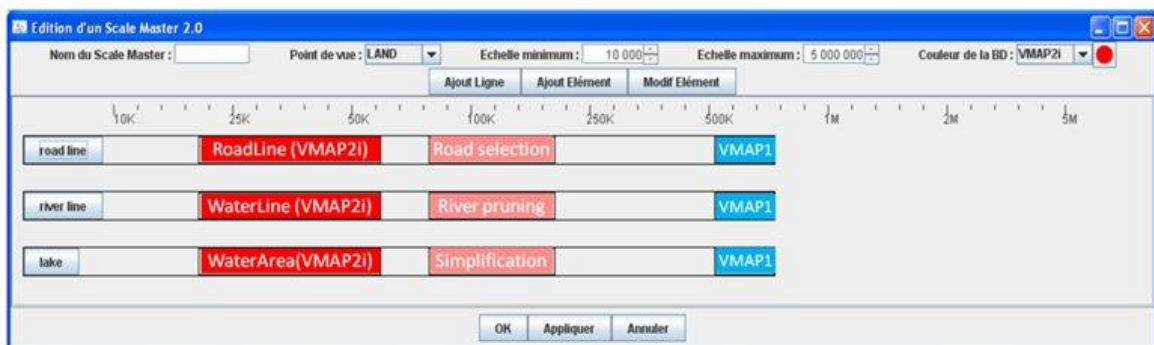 Edition d'un Scale Master 2.0
Nom du Scale Master : Point de vue : LAND Echelle minimum : 10 000 Echelle maximum : 5 000 000 Couleur de la BD : VMAP2i
Ajout Ligne Ajout Elément Modif Elément
10K 25K 50K 100K 250K 500K 1M 2M 5M
road line RoadLine (VMAP2i) Road selection VMAP1
river line WaterLine (VMAP2i) River pruning VMAP1
lake WaterArea(VMAP2i) Simplification VMAP1
OK Appliquer Annuler